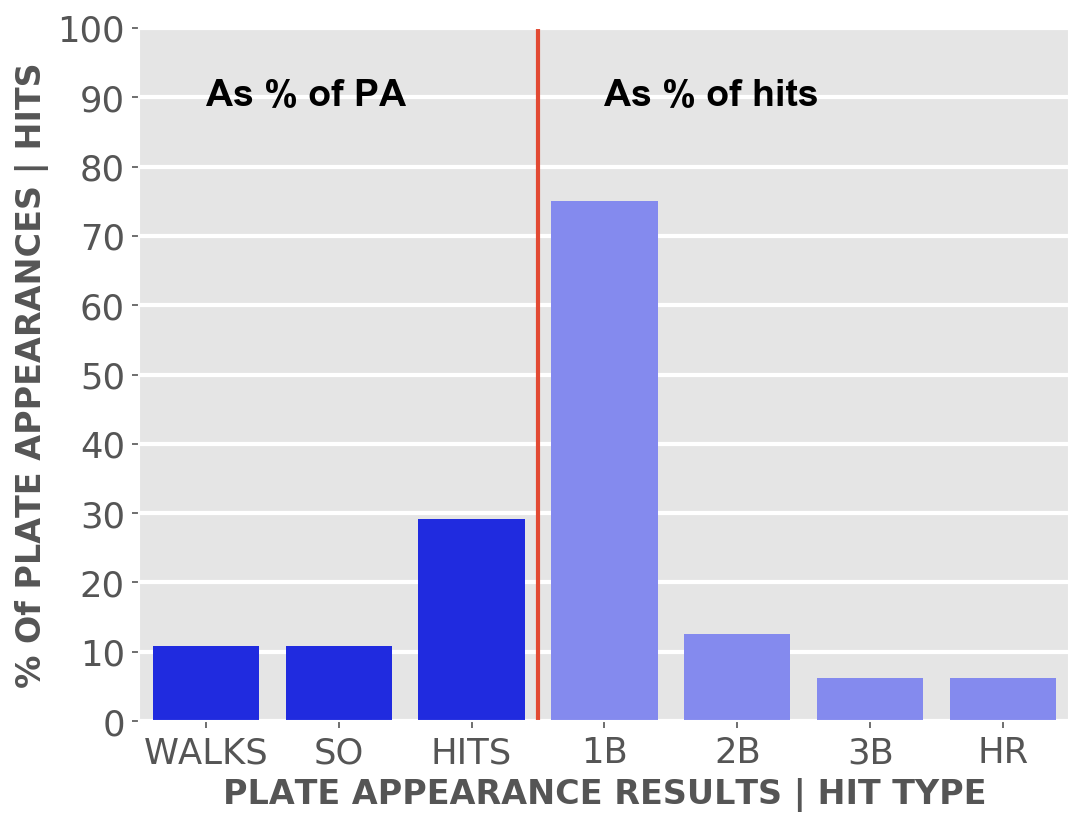 % Of PLATE APPEARANCES | HITS
100
90
80
70
60
50
40
30
20
10
0
As % of PA
As % of hits
WALKS SO HITS 1B 2B 3B HR
PLATE APPEARANCE RESULTS | HIT TYPE